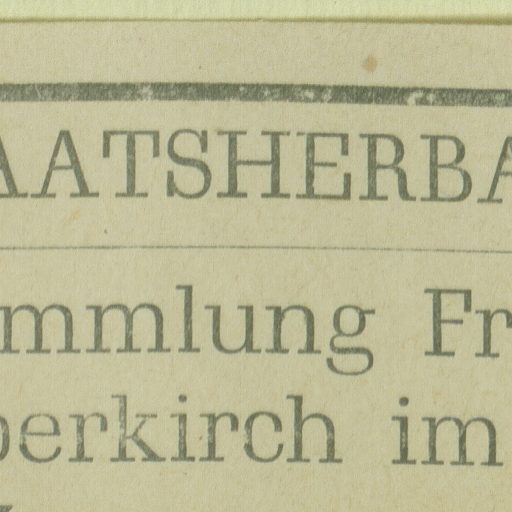 AATSHERBA
mmlung Fr
berkirch im